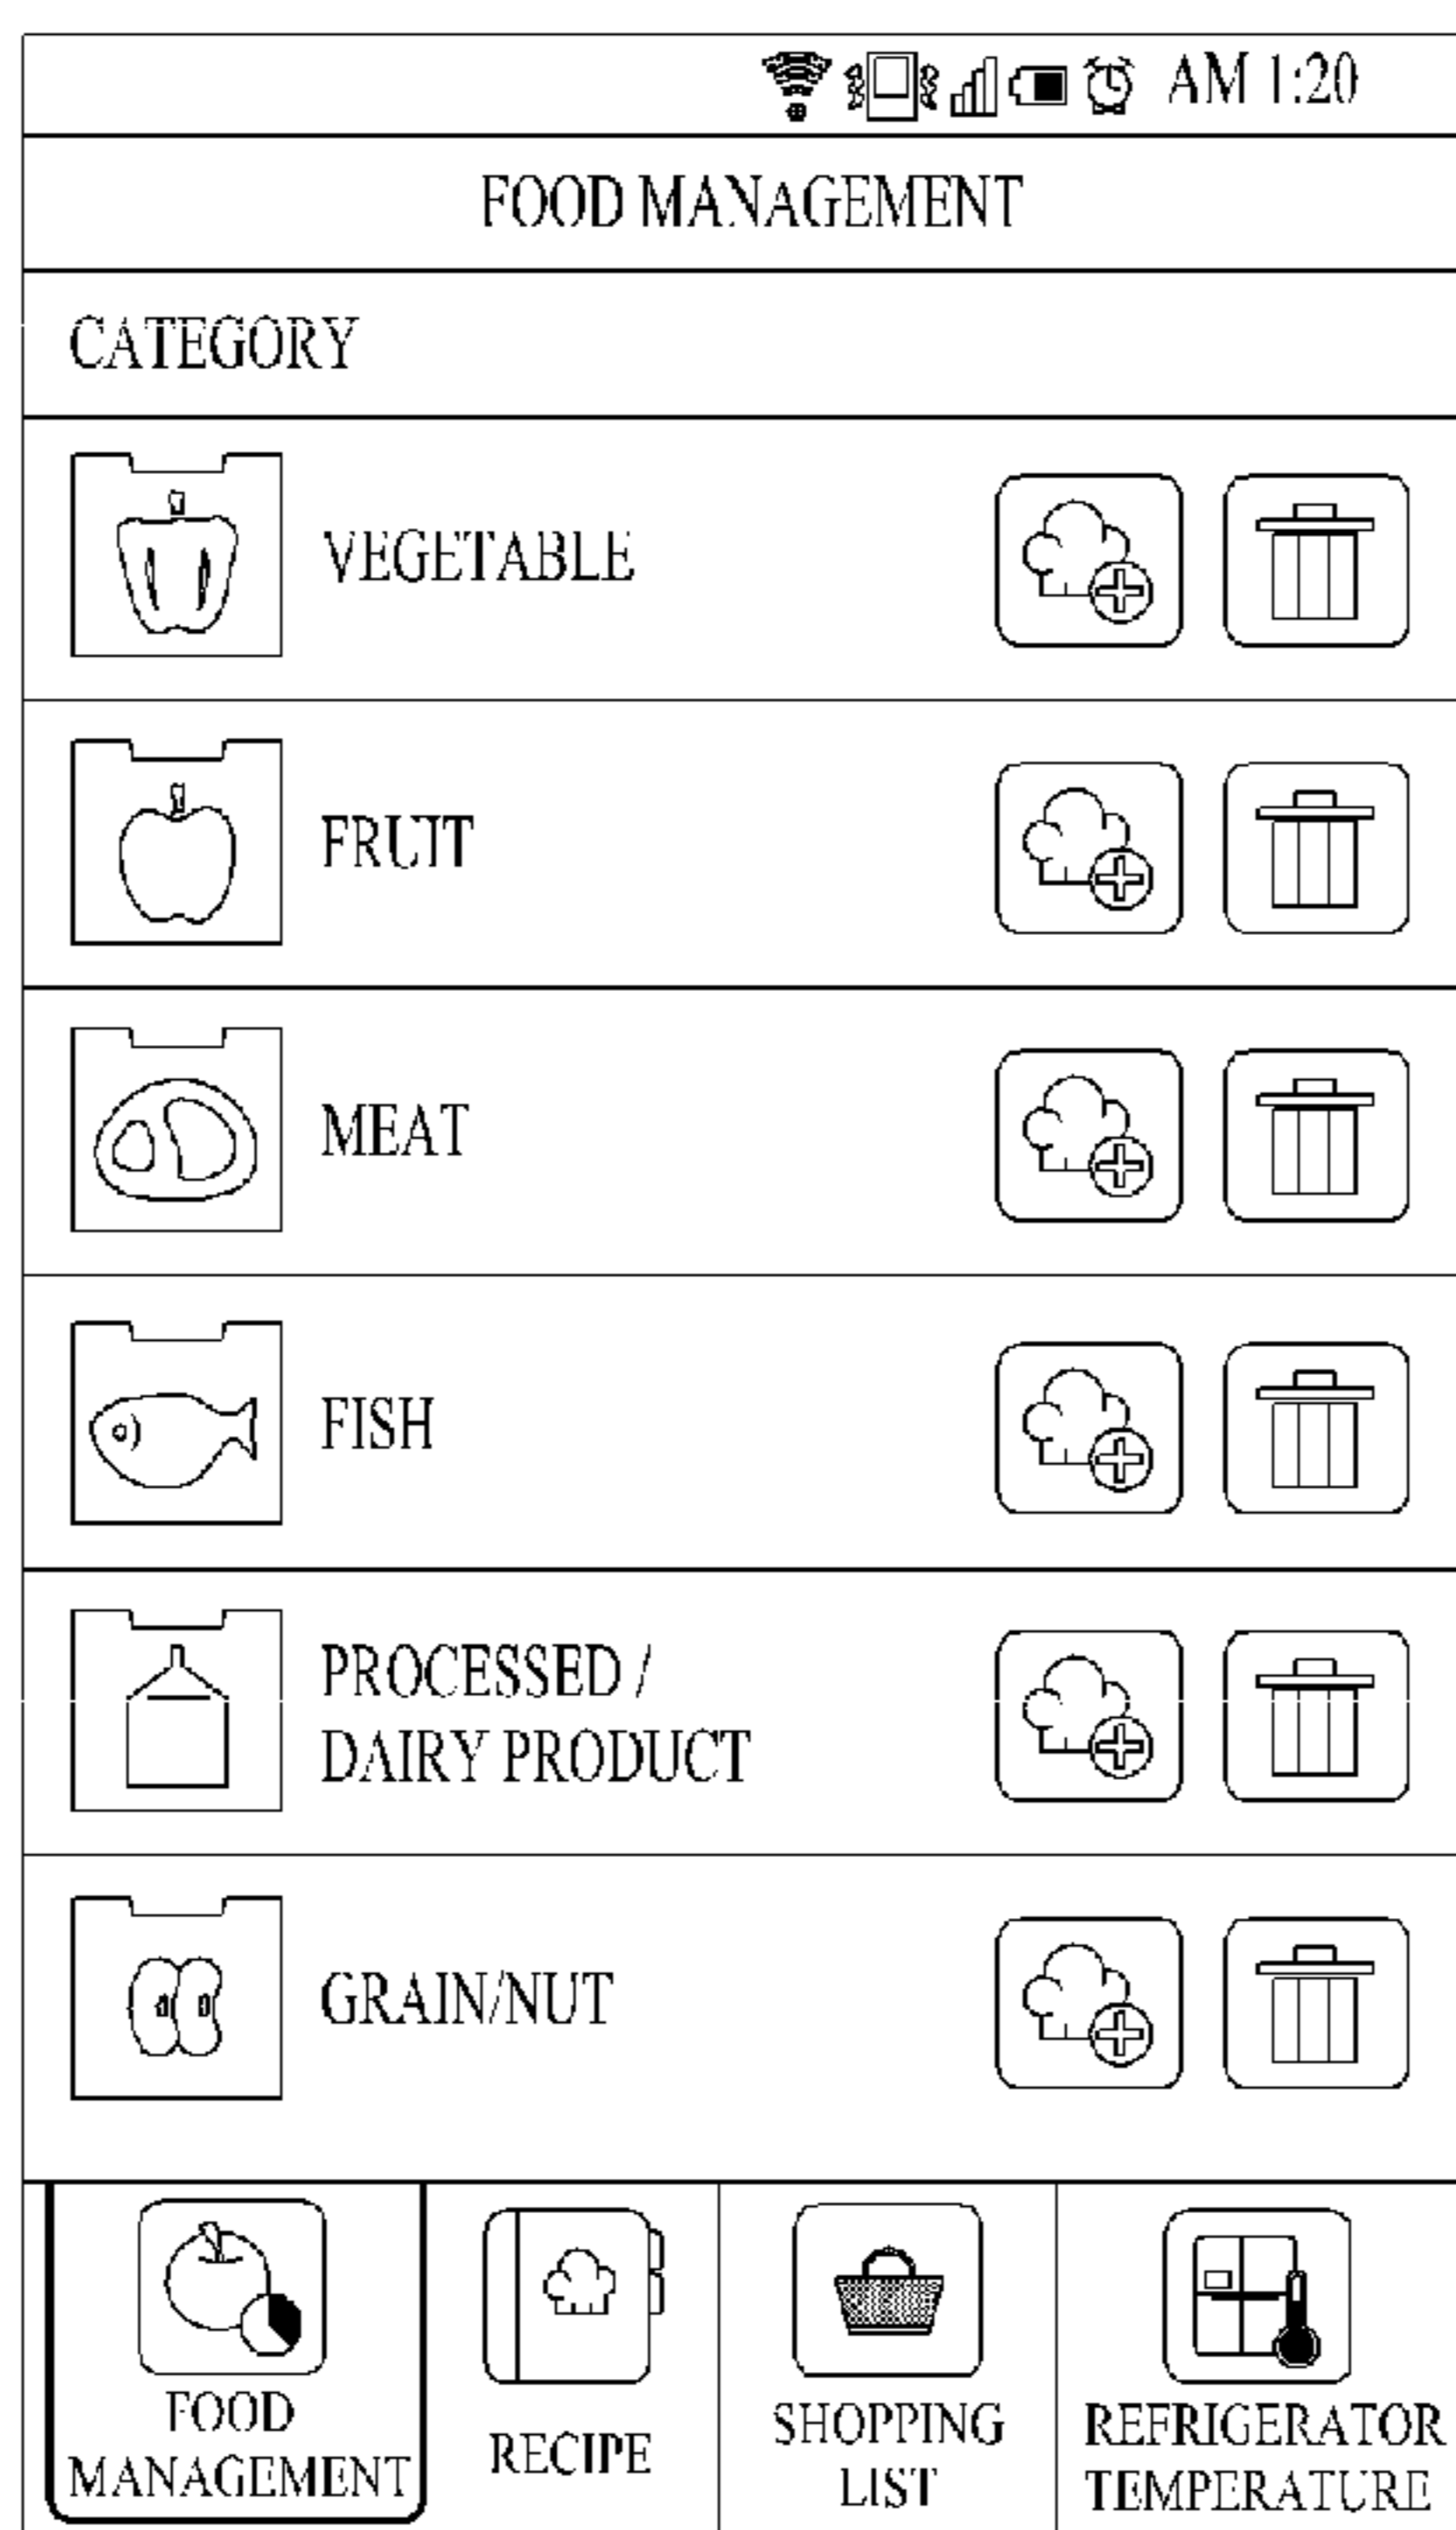 AM 1:20
FOOD MANAGEMENT
CATEGORY
VEGETABLE
FRUIT
MEAT
FISH
PROCESSED /
DAIRY PRODUCT
GRAIN/NUT
FOOD
MANAGEMENT
RECIPE
SHOPPING
LIST
REFRIGERATOR
TEMPERATURE